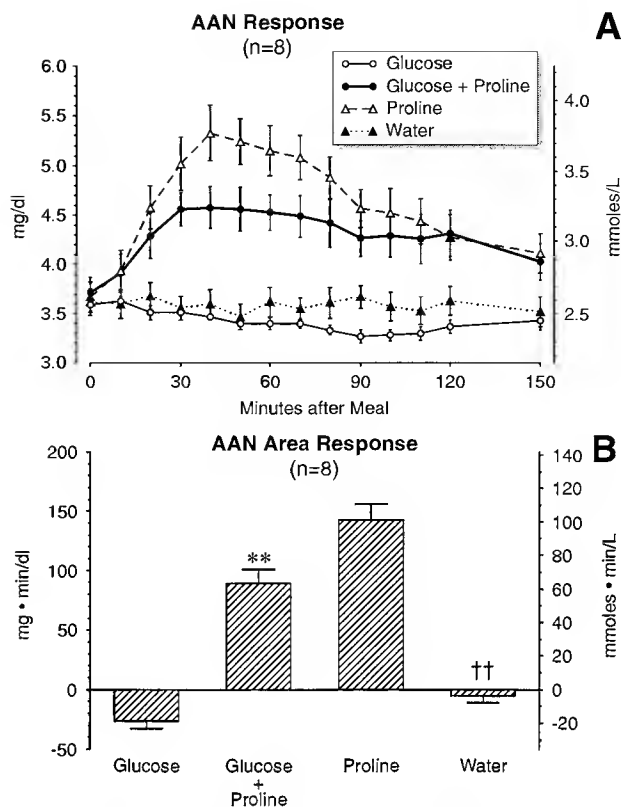 AAN Response
(n=8)
A
Glucose
Glucose + Proline
Proline
Water
6.0
5.5
5.0
4.5
4.0
3.5
3.0
mg/dl
4.0
3.5
3.0
2.5
mmoles/L
0 30 60 90 120 150
Minutes after Meal
AAN Area Response
(n=8)
B
200
150
100
50
0
-50
mg • min/dl
140
120
100
80
60
40
20
0
-20
mmoles • min/L
**
††
Glucose Glucose Proline Water
+
Proline